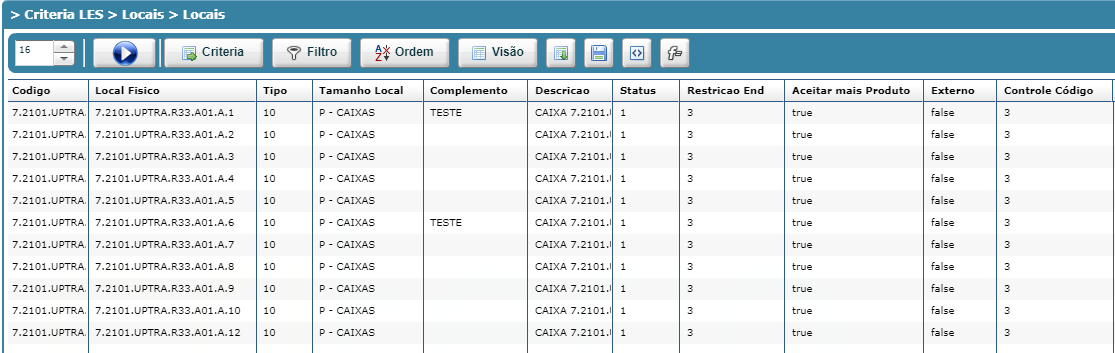 > Criteria LES > Locais > Locais
16 Criteria Filtro Ordem Visão
Codigo Local Fisico Tipo Tamanho Local Complemento Descricao Status Restricao End Aceitar mais Produto Externo Controle Código
7.2101.UPTRA. 7.2101.UPTRA.R33.A01.A.1 10 P - CAIXAS TESTE CAIXA 7.2101. 1 3 true false 3
7.2101.UPTRA. 7.2101.UPTRA.R33.A01.A.2 10 P - CAIXAS CAIXA 7.2101. 1 3 true false 3
7.2101.UPTRA. 7.2101.UPTRA.R33.A01.A.3 10 P - CAIXAS CAIXA 7.2101. 1 3 true false 3
7.2101.UPTRA. 7.2101.UPTRA.R33.A01.A.4 10 P - CAIXAS CAIXA 7.2101. 1 3 true false 3
7.2101.UPTRA. 7.2101.UPTRA.R33.A01.A.5 10 P - CAIXAS CAIXA 7.2101. 1 3 true false 3
7.2101.UPTRA. 7.2101.UPTRA.R33.A01.A.6 10 P - CAIXAS TESTE CAIXA 7.2101. 1 3 true false 3
7.2101.UPTRA. 7.2101.UPTRA.R33.A01.A.7 10 P - CAIXAS CAIXA 7.2101. 1 3 true false 3
7.2101.UPTRA. 7.2101.UPTRA.R33.A01.A.8 10 P - CAIXAS CAIXA 7.2101. 1 3 true false 3
7.2101.UPTRA. 7.2101.UPTRA.R33.A01.A.9 10 P - CAIXAS CAIXA 7.2101. 1 3 true false 3
7.2101.UPTRA. 7.2101.UPTRA.R33.A01.A.10 10 P - CAIXAS CAIXA 7.2101. 1 3 true false 3
7.2101.UPTRA. 7.2101.UPTRA.R33.A01.A.12 10 P - CAIXAS CAIXA 7.2101. 1 3 true false 3